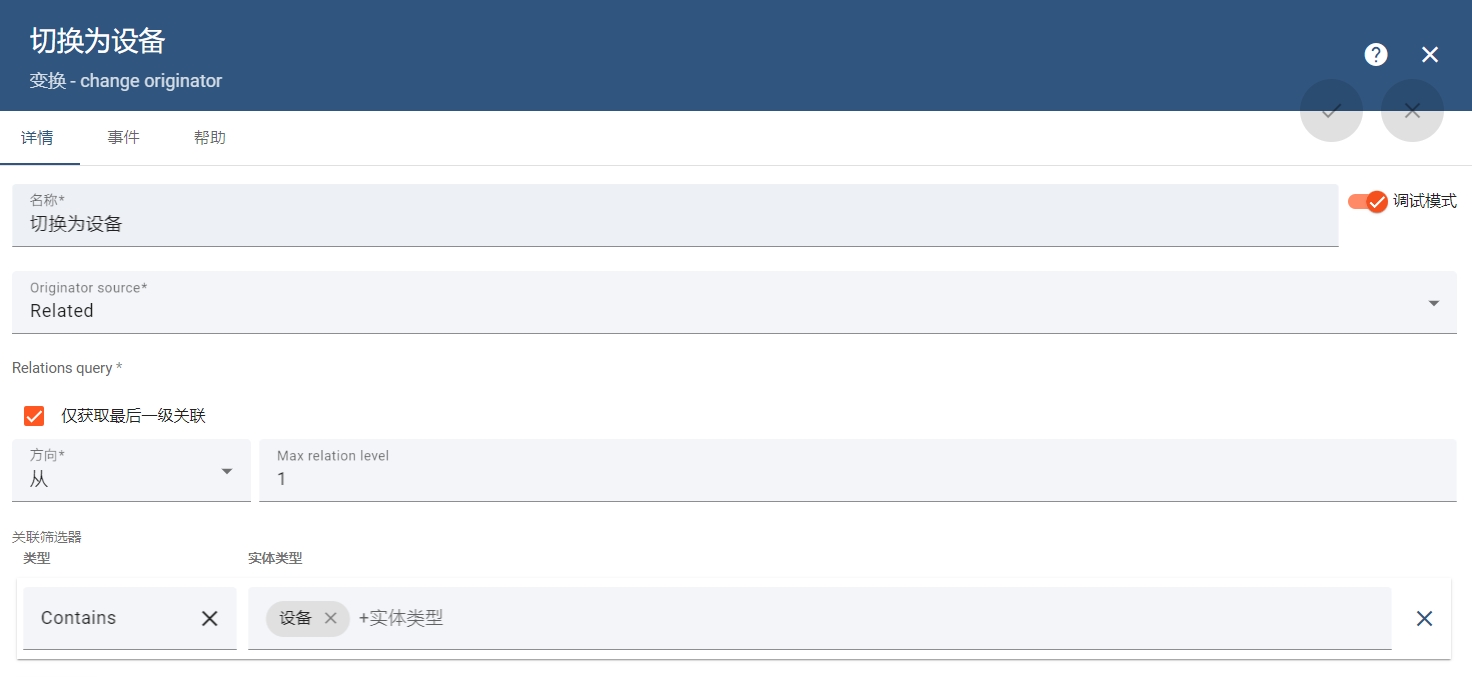 切换为设备
变换 - change originator
详情 事件 帮助
名称*
切换为设备
调试模式
Originator source*
Related
Relations query *
仅获取最后一级关联
方向*
从
Max relation level
1
关联筛选器
类型 实体类型
Contains 设备 +实体类型